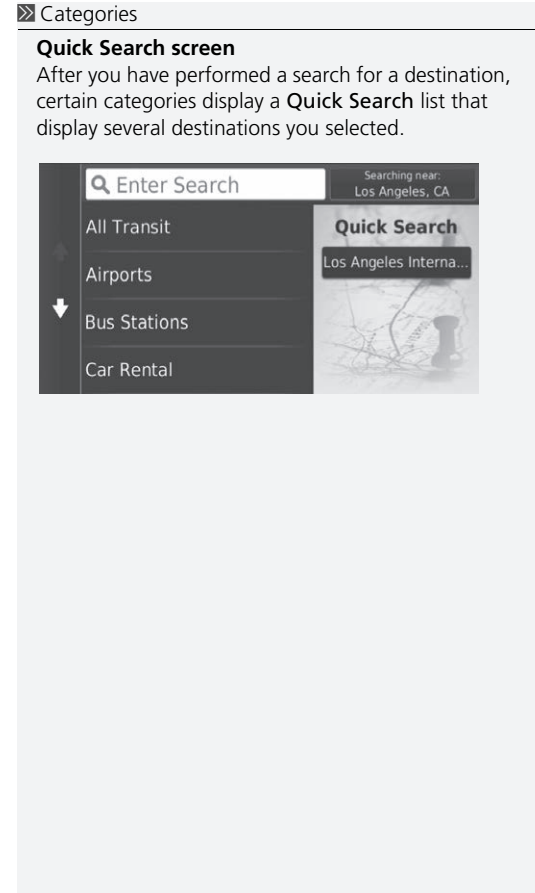 Categories
Quick Search screen
After you have performed a search for a destination,
certain categories display a Quick Search list that
display several destinations you selected.
Enter Search
Searching near:
Los Angeles, CA
All Transit
Airports
Bus Stations
Car Rental
Quick Search
Los Angeles Interna...